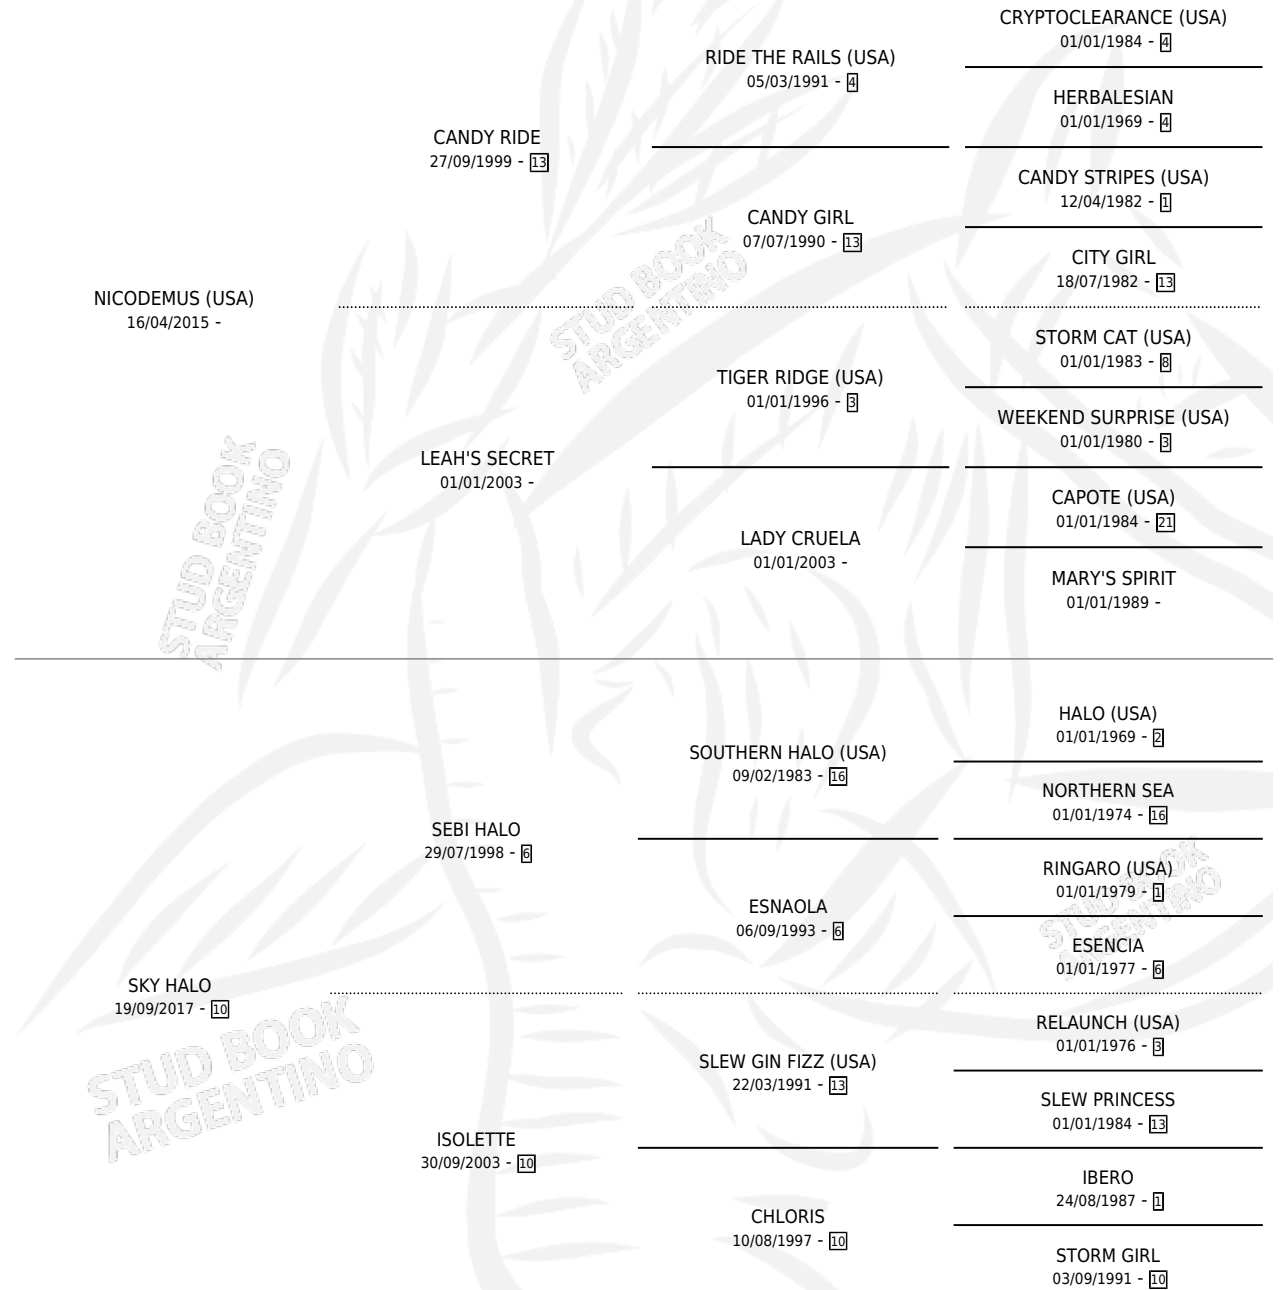 CRYPTOCLEARANCE (USA)
01/01/1984 - 4
RIDE THE RAILS (USA)
05/03/1991 - 4
HERBALESIAN
01/01/1969 - 4
CANDY RIDE
27/09/1999 - 13
CANDY STRIPES (USA)
12/04/1982 - 1
CANDY GIRL
07/07/1990 - 13
CITY GIRL
18/07/1982 - 13
NICODEMUS (USA)
16/04/2015 -
STORM CAT (USA)
01/01/1983 - 8
TIGER RIDGE (USA)
01/01/1996 - 3
WEEKEND SURPRISE (USA)
01/01/1980 - 3
LEAH'S SECRET
01/01/2003 -
CAPOTE (USA)
01/01/1984 - 21
LADY CRUELA
01/01/2003 -
MARY'S SPIRIT
01/01/1989 -
HALO (USA)
01/01/1969 - 2
SOUTHERN HALO (USA)
09/02/1983 - 16
NORTHERN SEA
01/01/1974 - 16
SEBI HALO
29/07/1998 - 6
RINGARO (USA)
01/01/1979 - 1
ESNAOLA
06/09/1993 - 6
ESENCIA
01/01/1977 - 6
SKY HALO
19/09/2017 - 10
RELAUNCH (USA)
01/01/1976 - 3
SLEW GIN FIZZ (USA)
22/03/1991 - 13
SLEW PRINCESS
01/01/1984 - 13
ISOLETTE
30/09/2003 - 10
IBERO
24/08/1987 - 1
CHLORIS
10/08/1997 - 10
STORM GIRL
03/09/1991 - 10
STUD BOOK
ARGENTINO
STUD BOOK
ARGENTINO
STUD BOOK
ARGENTINO
STUD BOOK
ARGENTINO